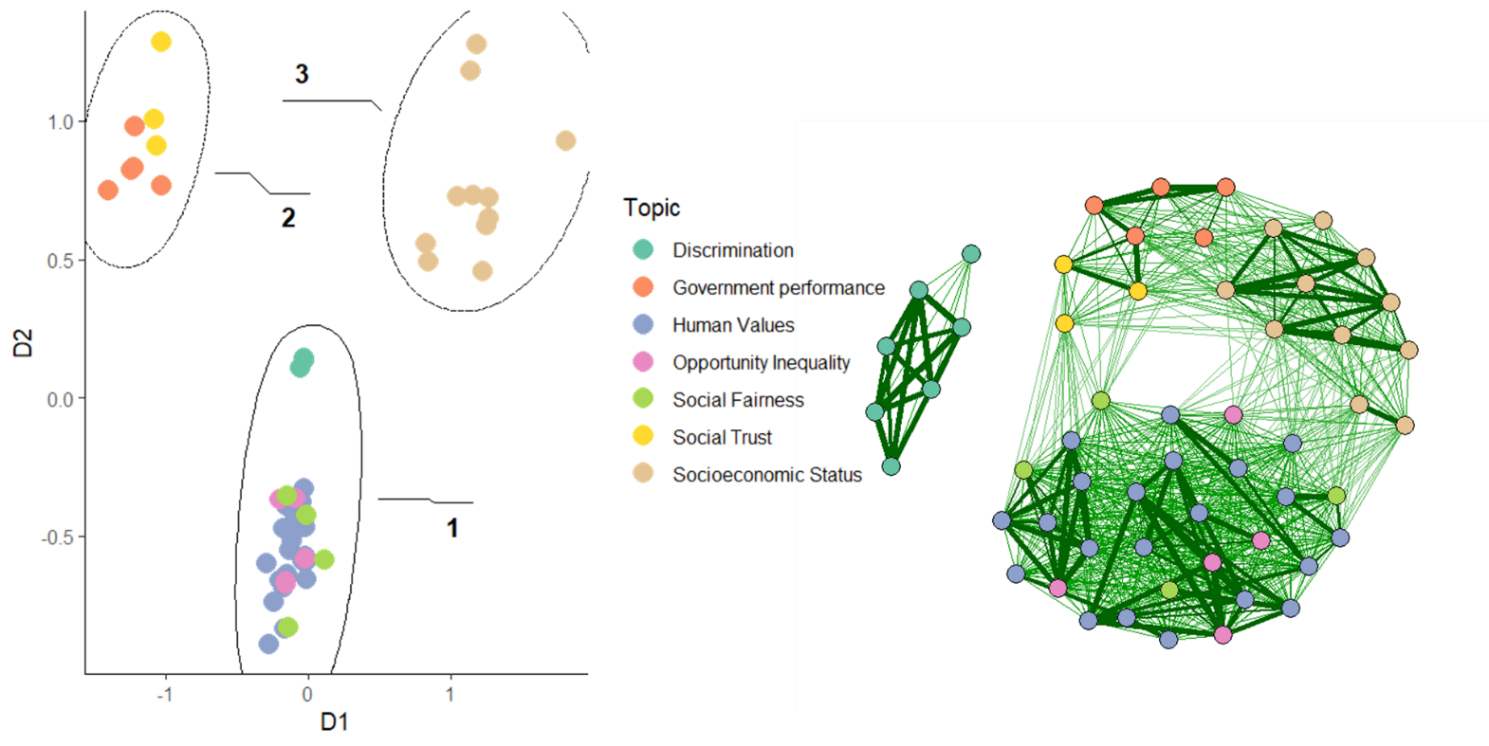 3
1.0
2
0.5
D2
0.0
-0.5
1
-1
0
1
D1
Topic
Discrimination
Government performance
Human Values
Opportunity Inequality
Social Fairness
Social Trust
Socioeconomic Status